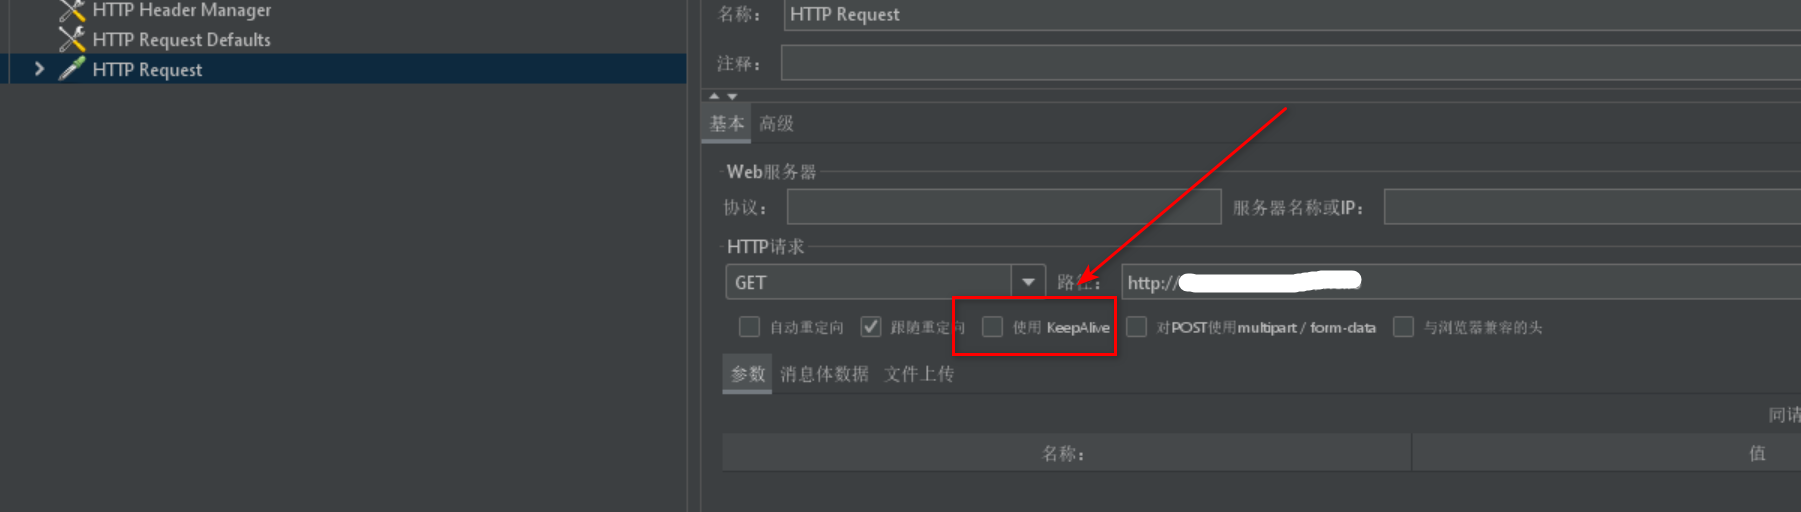 HTTP Header Manager
HTTP Request Defaults
HTTP Request
名称： HTTP Request
注释：
基本 高级
Web服务器
协议： 服务器名称或IP：
HTTP请求
GET 路径： http://
自动重定向 跟随重定向 使用 KeepAlive 对POST使用multipart / form-data 与浏览器兼容的头
参数 消息体数据 文件上传
同请
名称： 值